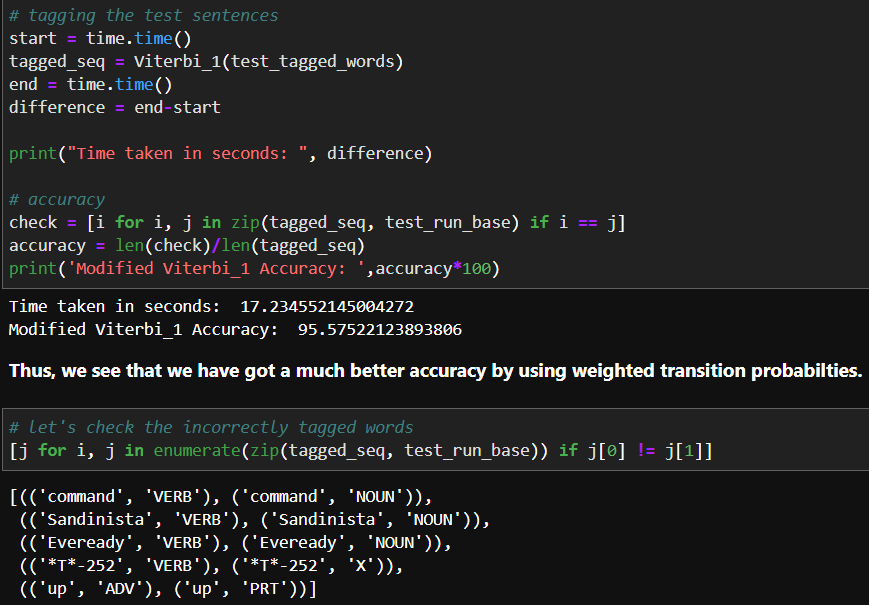 # tagging the test sentences
start = time.time()
tagged_seq = Viterbi_1(test_tagged_words)
end = time.time()
difference = end-start
print("Time taken in seconds: ", difference)
# accuracy
check = [i for i, j in zip(tagged_seq, test_run_base) if i == j]
accuracy = len(check)/len(tagged_seq)
print('Modified Viterbi_1 Accuracy: ',accuracy*100)
Time taken in seconds:  17.234552145004272
Modified Viterbi_1 Accuracy:  95.57522123893806
Thus, we see that we have got a much better accuracy by using weighted transition probabilties.
# let's check the incorrectly tagged words
[j for i, j in enumerate(zip(tagged_seq, test_run_base)) if j[0] != j[1]]
[(('command', 'VERB'), ('command', 'NOUN')),
 (('Sandinista', 'VERB'), ('Sandinista', 'NOUN')),
 (('Eveready', 'VERB'), ('Eveready', 'NOUN')),
 (('*T*-252', 'VERB'), ('*T*-252', 'X')),
 (('up', 'ADV'), ('up', 'PRT'))]